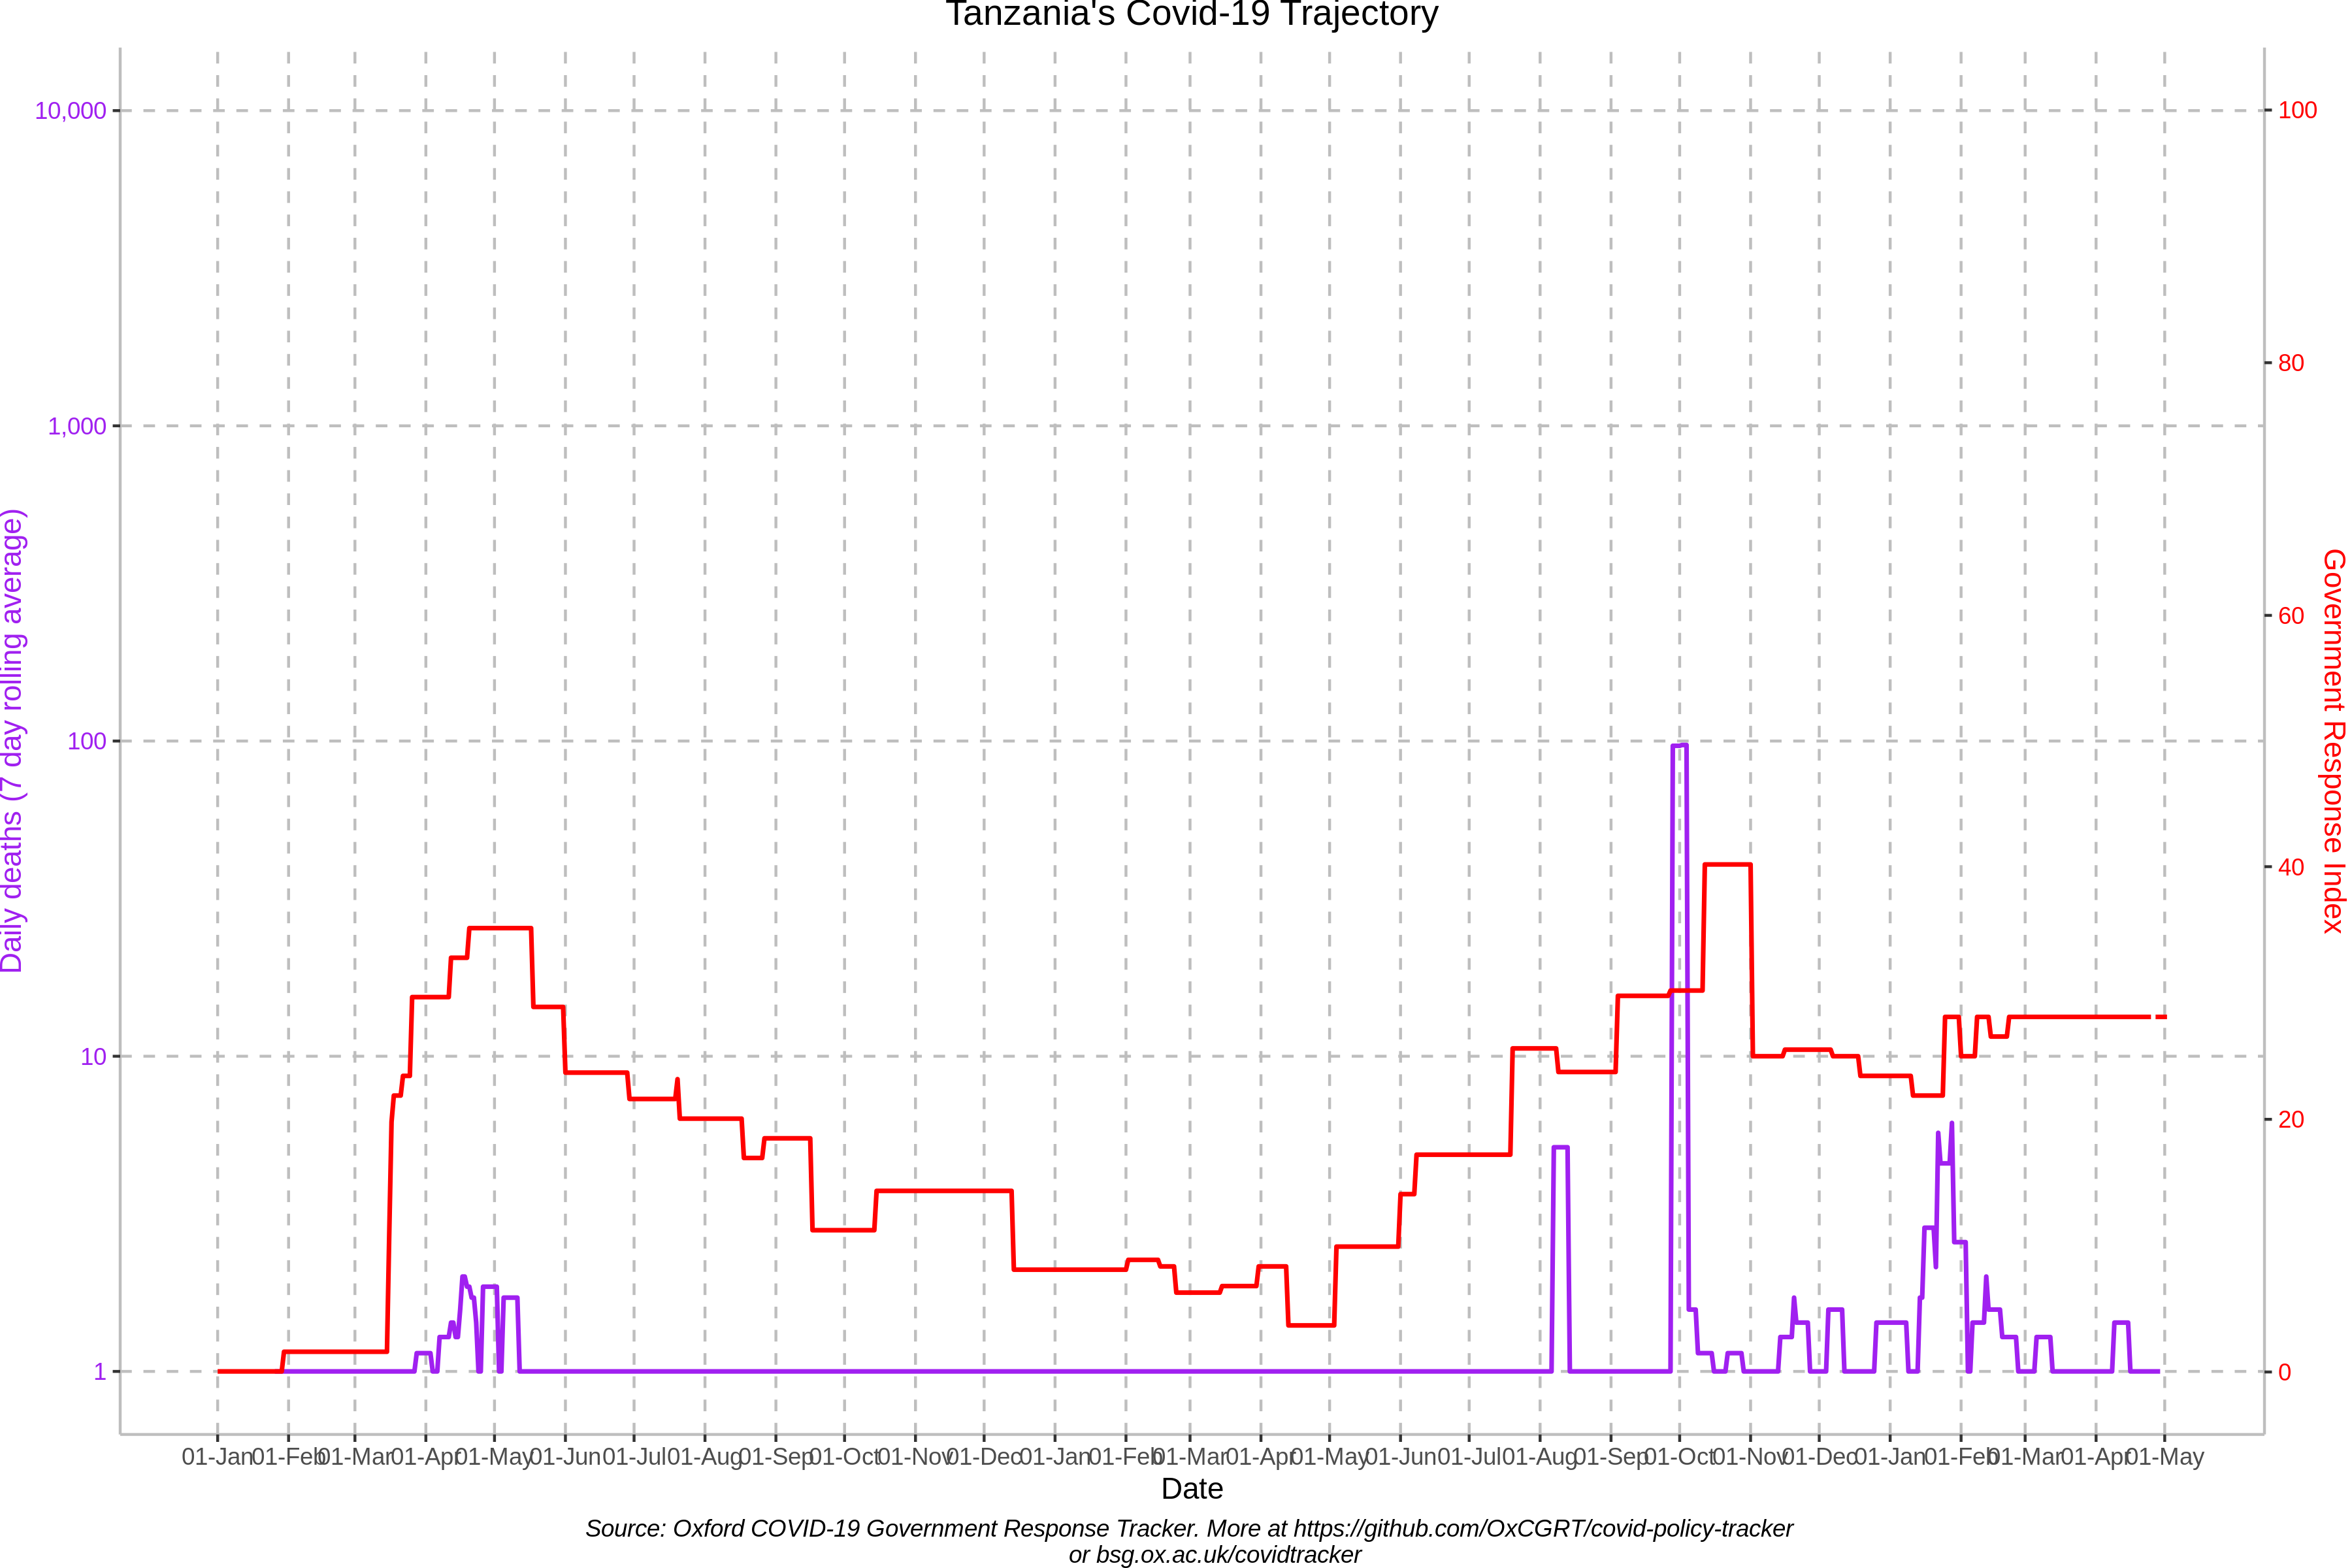 Tanzania's Covid-19 Trajectory
10,000
1,000
100
10
1
Daily deaths (7 day rolling average)
100
80
60
40
20
0
Government Response Index
01-Jan 01-Feb 01-Mar 01-Apr 01-May 01-Jun 01-Jul 01-Aug 01-Sep 01-Oct 01-Nov 01-Dec 01-Jan 01-Feb 01-Mar 01-Apr 01-May 01-Jun 01-Jul 01-Aug 01-Sep 01-Oct 01-Nov 01-Dec 01-Jan 01-Feb 01-Mar 01-Apr 01-May
Date
Source: Oxford COVID-19 Government Response Tracker. More at https://github.com/OxCGRT/covid-policy-tracker
or bsg.ox.ac.uk/covidtracker